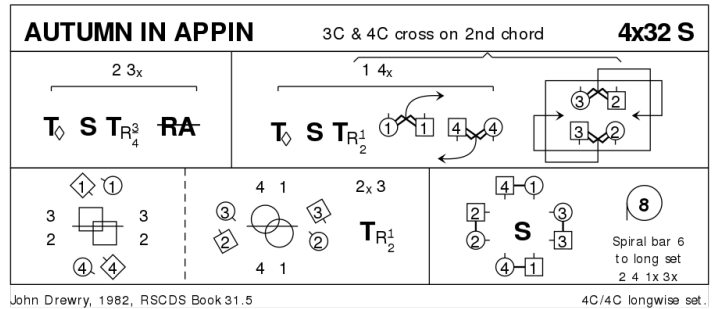 AUTUMN IN APPIN 3C & 4C cross on 2nd chord 4x32 S
2 3x
T S T R 3/4 RA
1 4x
T S T R 1/2
1 1 4 4
3 2
3 2
1 1
3 3
2 2
4 4
4 1
3 3
2 2
4 1
2x 3
T R 1/2
4 1
2 3
S
2 3
4 1
8
Spiral bar 6
to long set
2 4 1x 3x
John Drewry, 1982, RSCDS Book 31.5 4C/4C longwise set.